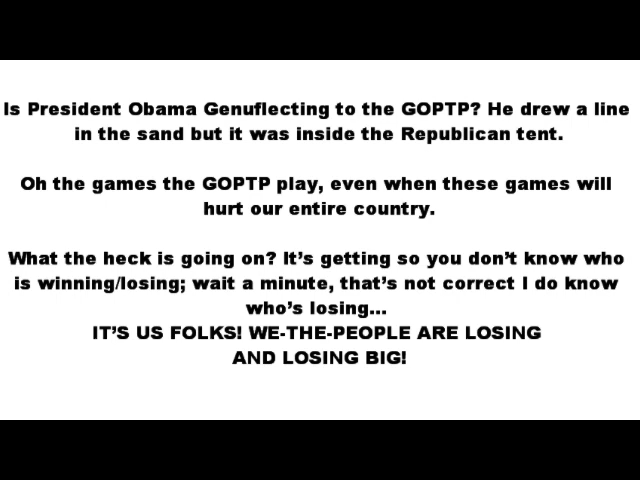 Is President Obama Genuflecting to the GOPTP? He drew a line
in the sand but it was inside the Republican tent.
Oh the games the GOPTP play, even when these games will
hurt our entire country.
What the heck is going on? It’s getting so you don’t know who
is winning/losing; wait a minute, that’s not correct I do know
who’s losing...
IT’S US FOLKS! WE-THE-PEOPLE ARE LOSING
AND LOSING BIG!